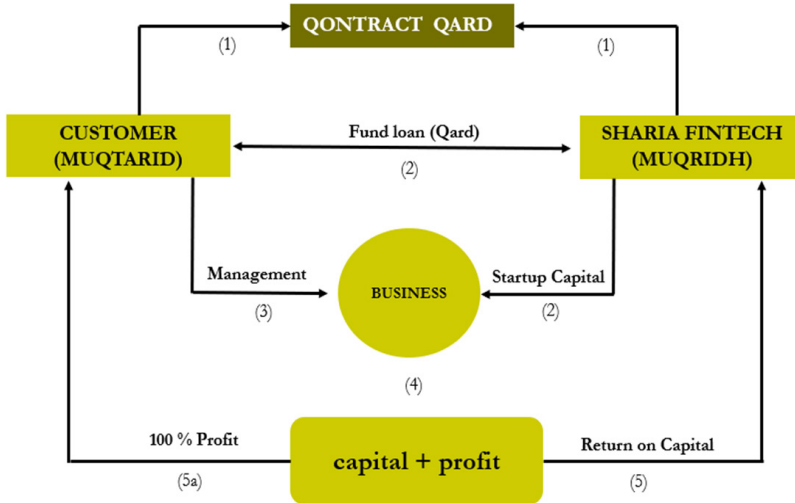 QONTRACT QARD
(1)
(1)
CUSTOMER
(MUQTARID)
Fund loan (Qard)
(2)
SHARIA FINTECH
(MUQRIDH)
Management
(3)
BUSINESS
Startup Capital
(2)
(4)
100 % Profit
(5a)
capital + profit
Return on Capital
(5)